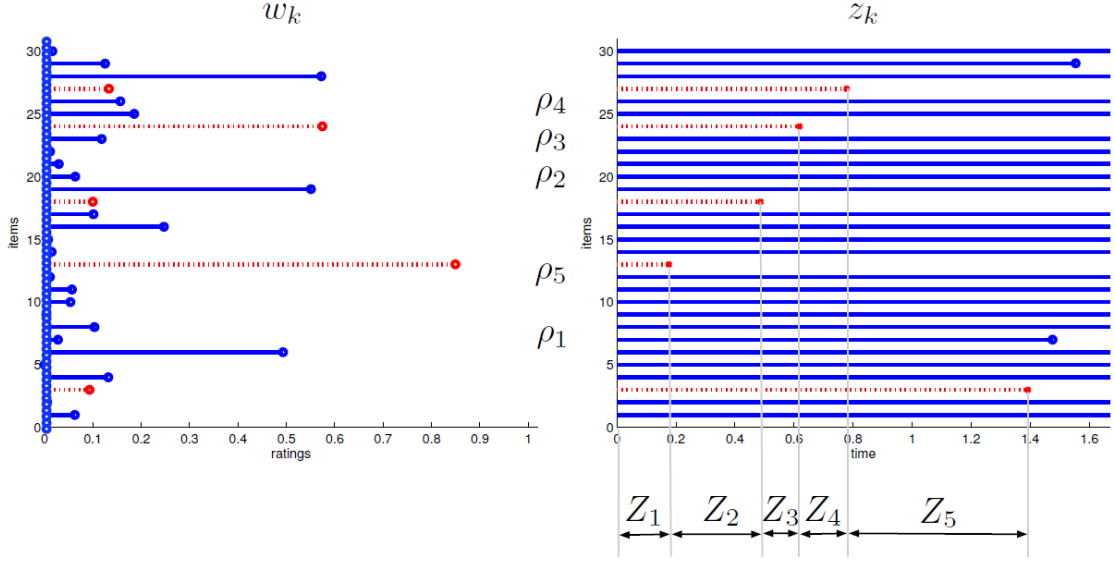 w_k
30
25
20
15
10
5
0
items
0 0.1 0.2 0.3 0.4 0.5 0.6 0.7 0.8 0.9 1
ratings
ρ_4
ρ_3
ρ_2
ρ_5
ρ_1
z_k
30
25
20
15
10
5
0
items
0 0.2 0.4 0.6 0.8 1 1.2 1.4 1.6
time
Z_1 Z_2 Z_3 Z_4 Z_5